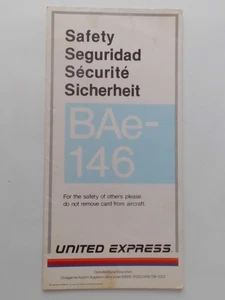 Safety
Seguridad
Sécurité
Sicherheit
BAe-
146
For the safety of others please
do not remove card from aircraft.
UNITED EXPRESS